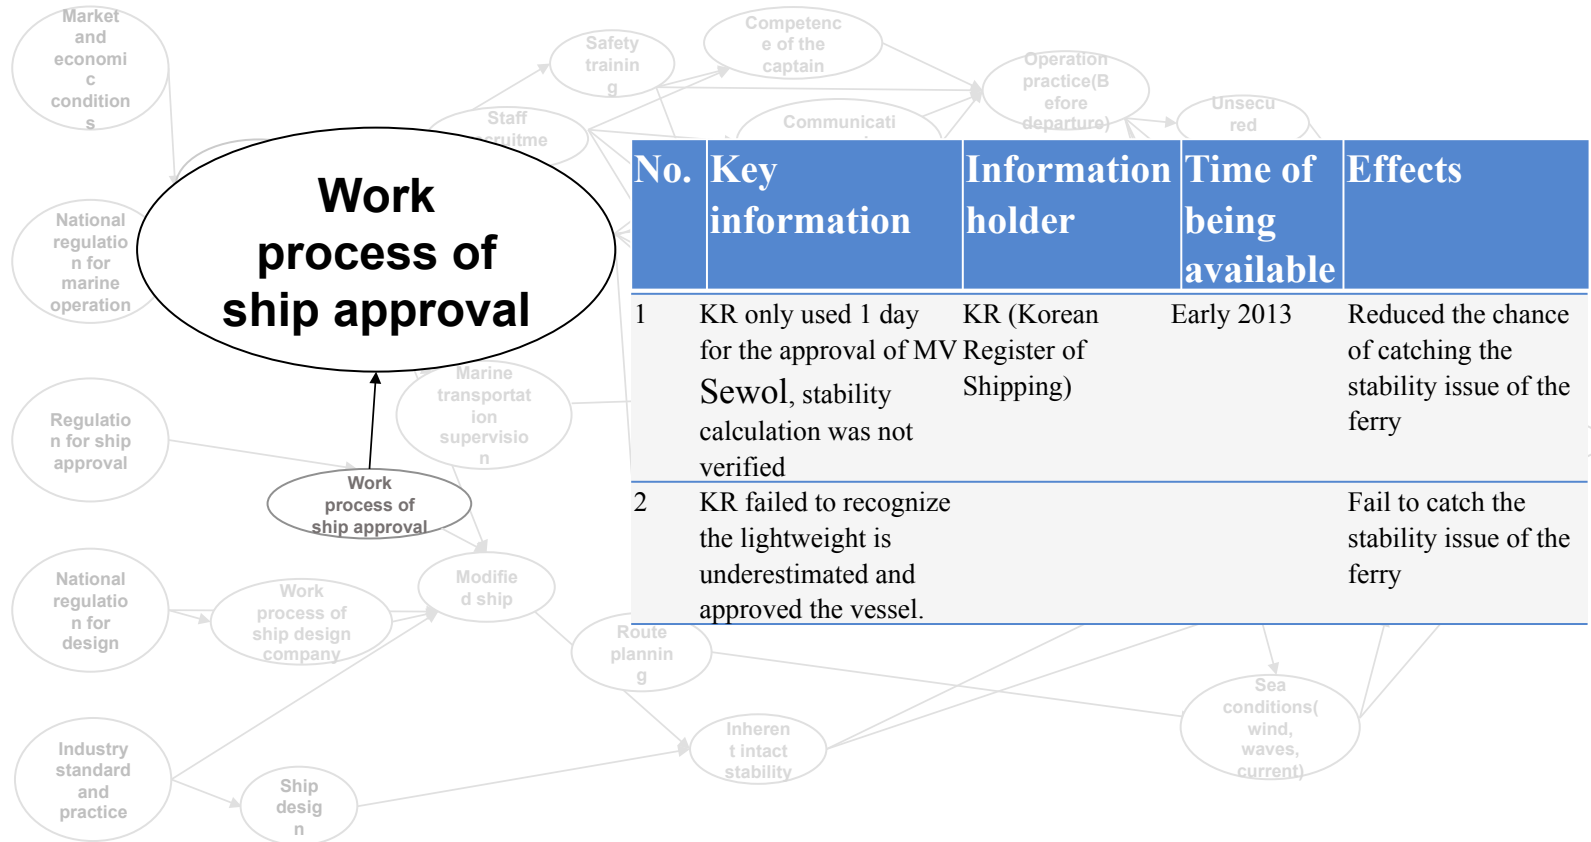 Market
and
economi
c
condition
s
Safety
trainin
g
Competenc
e of the
captain
Operation
practice(B
efore
departure)
Unsecu
red
Staff
Communicati
Work
process of
ship approval
National
regulatio
n for
marine
operation
No. Key information Information holder Time of being available Effects
1 KR only used 1 day for the approval of MV Sewol, stability calculation was not verified KR (Korean Register of Shipping) Early 2013 Reduced the chance of catching the stability issue of the ferry
2 KR failed to recognize the lightweight is underestimated and approved the vessel. Fail to catch the stability issue of the ferry
Marine
transportat
ion
supervisio
n
Regulatio
n for ship
approval
Work
process of
ship approval
National
regulatio
n for
design
Work
process of
ship design
company
Modifie
d ship
Route
plannin
g
Sea
conditions(
wind,
waves,
current)
Inheren
t intact
stability
Industry
standard
and
practice
Ship
desig
n